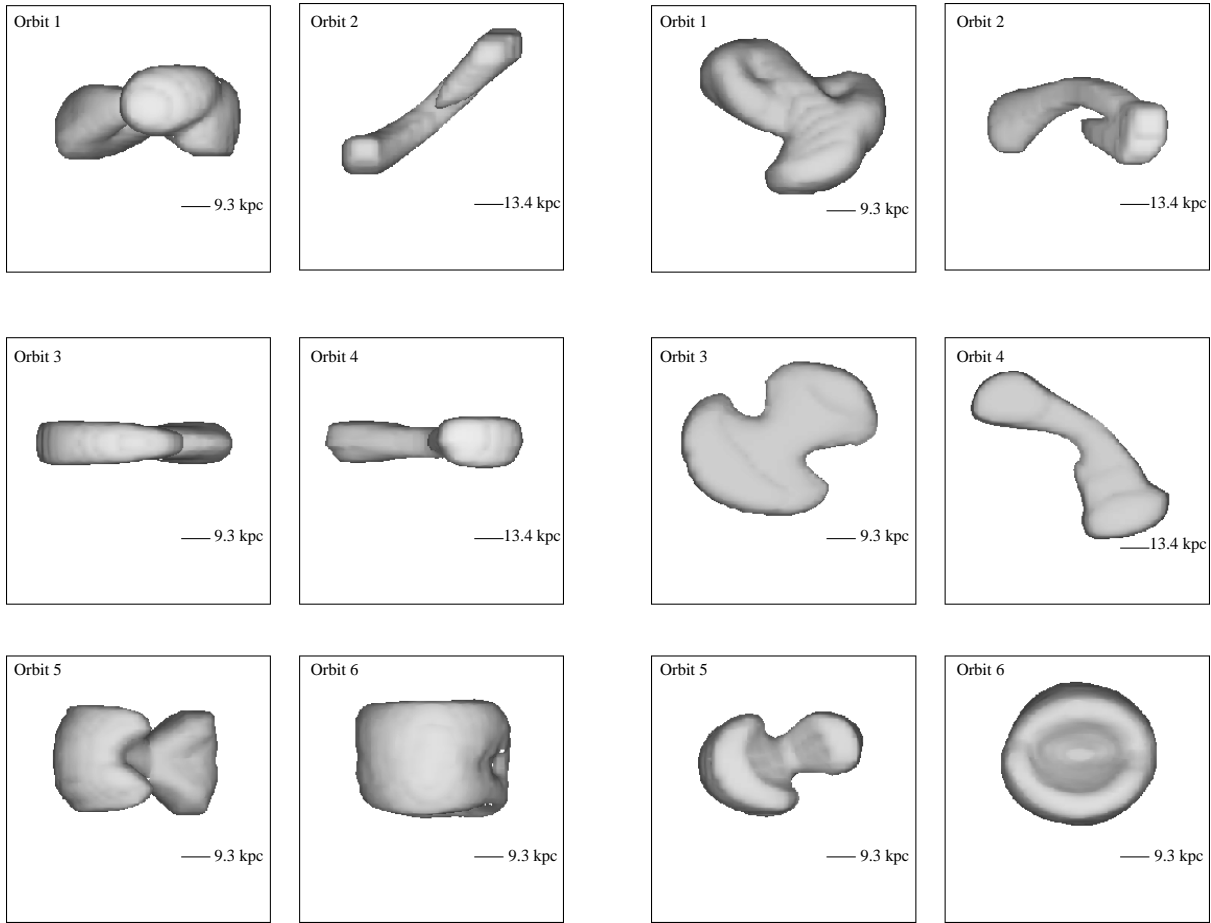 Orbit 1
9.3 kpc
Orbit 2
13.4 kpc
Orbit 1
9.3 kpc
Orbit 2
13.4 kpc
Orbit 3
9.3 kpc
Orbit 4
13.4 kpc
Orbit 3
9.3 kpc
Orbit 4
13.4 kpc
Orbit 5
9.3 kpc
Orbit 6
9.3 kpc
Orbit 5
9.3 kpc
Orbit 6
9.3 kpc